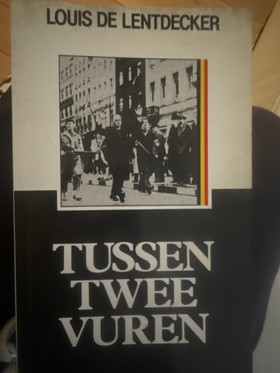 LOUIS DE LENTDECKER
TUSSEN
TWEE
VUREN